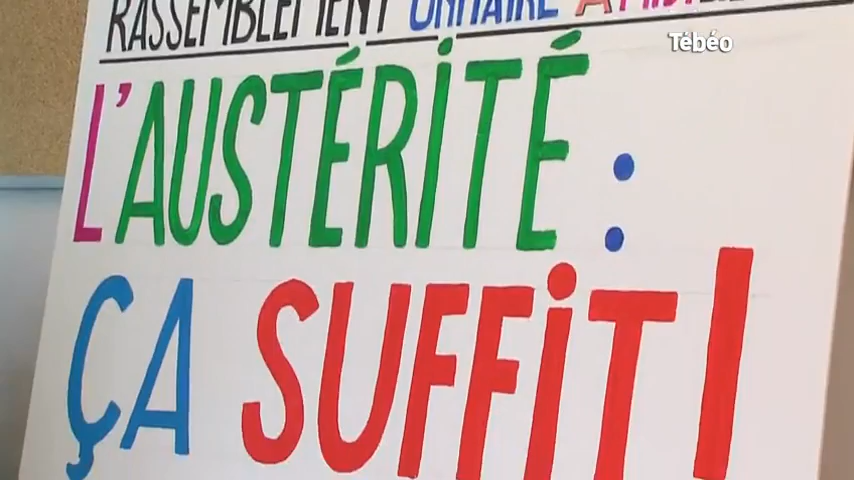 RASSEMBLEMENT UNITAIRE À
Tébéo
L'AUSTÉRITÉ :
ÇA SUFFIT !